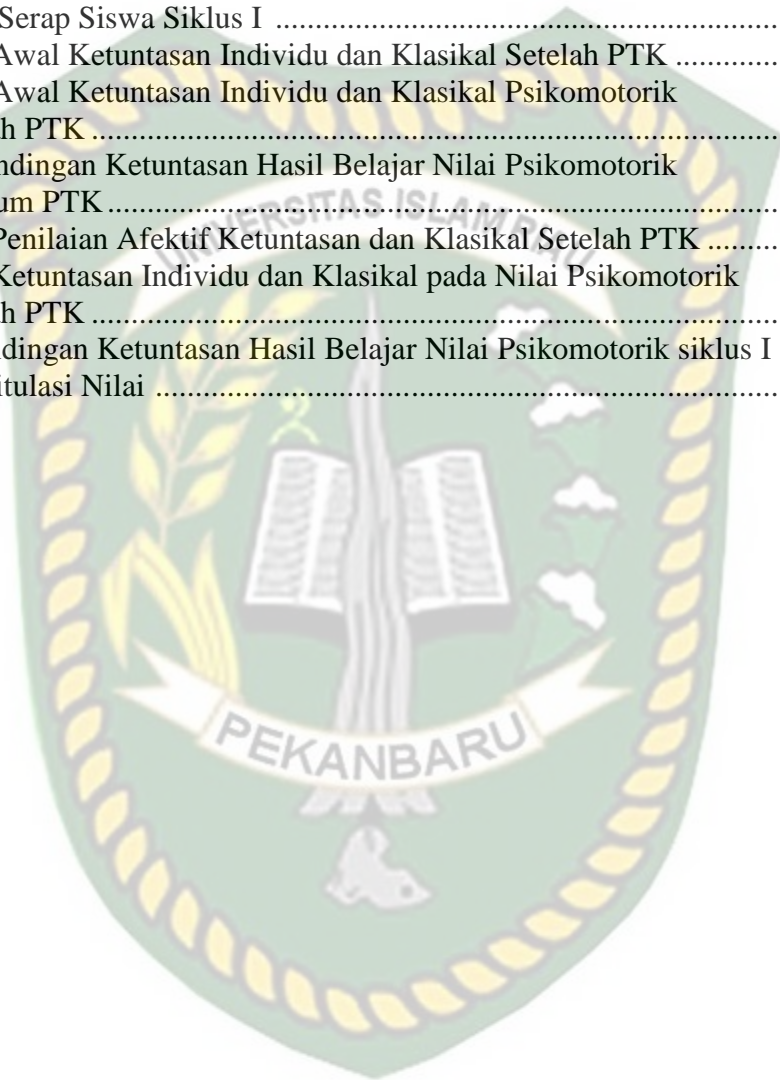 Serap Siswa Siklus I ........................................................................
Awal Ketuntasan Individu dan Klasikal Setelah PTK ..............
Awal Ketuntasan Individu dan Klasikal Psikomotorik
h PTK ..................................................................................................
ndingan Ketuntasan Hasil Belajar Nilai Psikomotorik
um PTK ................................................................................................
Penilaian Afektif Ketuntasan dan Klasikal Setelah PTK .........
Ketuntasan Individu dan Klasikal pada Nilai Psikomotorik
h PTK ..................................................................................................
ndingan Ketuntasan Hasil Belajar Nilai Psikomotorik siklus I
itulasi Nilai .........................................................................................
UNIVERSITAS ISLAM RIAU
PEKANBARU